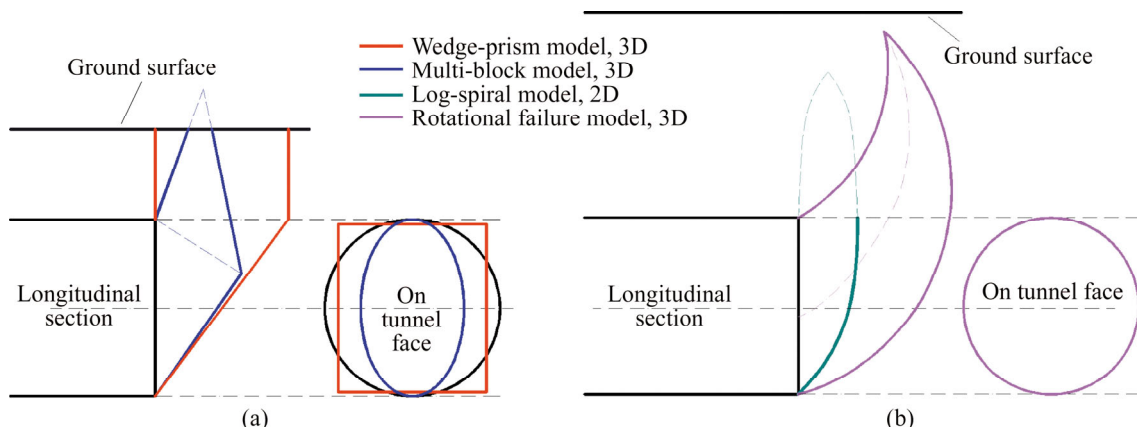 Ground surface
Wedge-prism model, 3D
Multi-block model, 3D
Log-spiral model, 2D
Rotational failure model, 3D
Ground surface
Longitudinal
section
On
tunnel
face
Longitudinal
section
On tunnel face
(a)
(b)